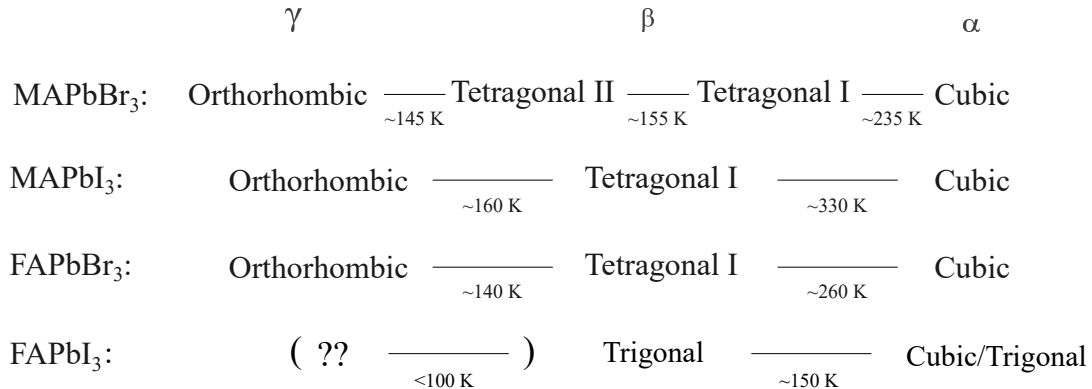 γ β α
MAPbBr₃: Orthorhombic Tetragonal II Tetragonal I Cubic
~145 K ~155 K ~235 K
MAPbI₃: Orthorhombic Tetragonal I Cubic
~160 K ~330 K
FAPbBr₃: Orthorhombic Tetragonal I Cubic
~140 K ~260 K
FAPbI₃: ( ?? ) Trigonal Cubic/Trigonal
<100 K ~150 K